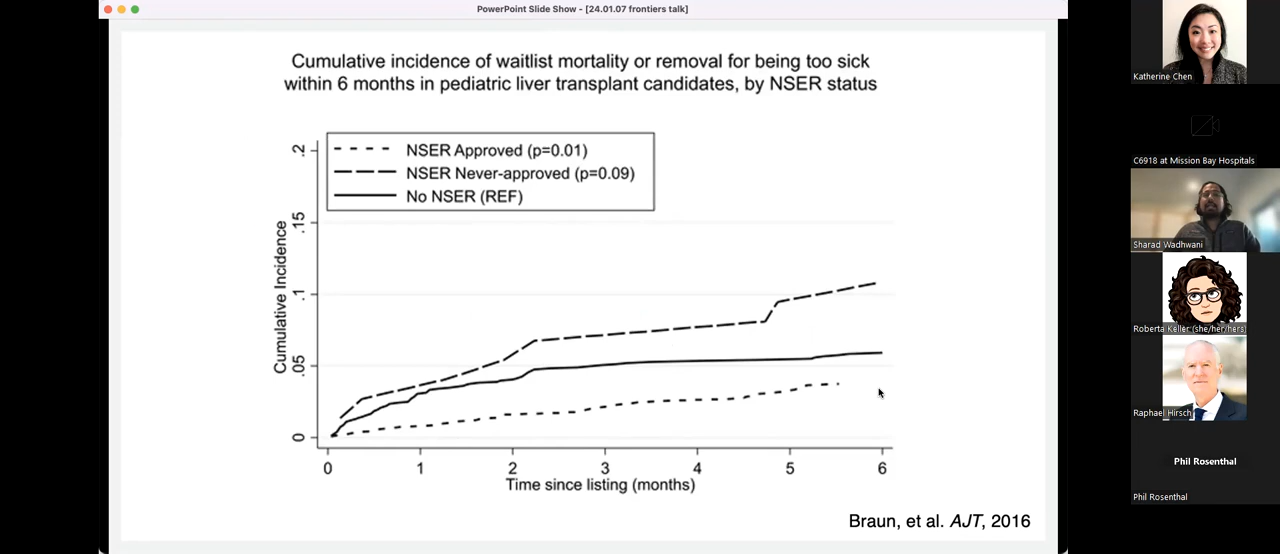 PowerPoint Slide Show - [24.01.07 frontiers talk]
Cumulative incidence of waitlist mortality or removal for being too sick
within 6 months in pediatric liver transplant candidates, by NSER status
NSER Approved (p=0.01)
NSER Never-approved (p=0.09)
No NSER (REF)
Cumulative Incidence
.2
.15
.1
.05
0
0 1 2 3 4 5 6
Time since listing (months)
Braun, et al. AJT, 2016
Katherine Chen
C6918 at Mission Bay Hospitals
Sharad Wadhwani
Roberta Keller (she/her/hers)
Raphael Hirsch
Phil Rosenthal
Phil Rosenthal